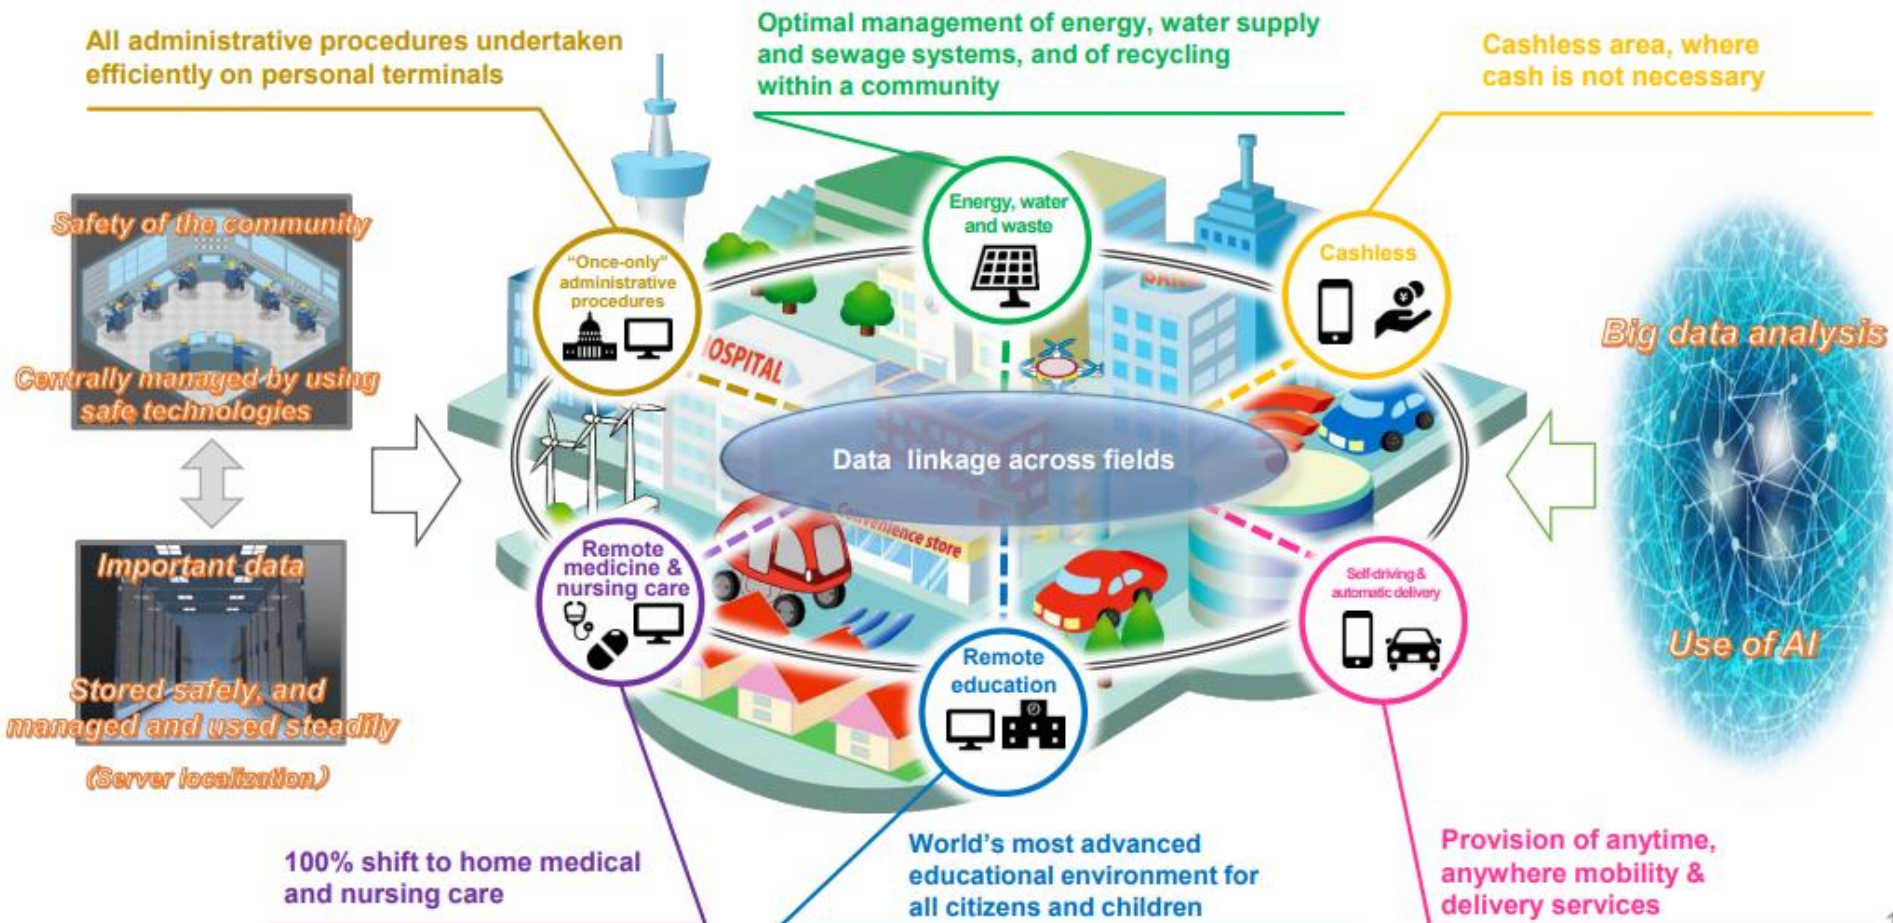 All administrative procedures undertaken
efficiently on personal terminals
Optimal management of energy, water supply
and sewage systems, and of recycling
within a community
Cashless area, where
cash is not necessary
Safety of the community
Centrally managed by using
safe technologies
Important data
Stored safely, and
managed and used steadily
(Server localization)
"Once-only"
administrative
procedures
Energy, water
and waste
Cashless
¥
BANK
HOSPITAL
Data linkage across fields
Convenience store
Remote
medicine &
nursing care
Remote
education
Self-driving &
automatic delivery
Big data analysis
Use of AI
100% shift to home medical
and nursing care
World's most advanced
educational environment for
all citizens and children
Provision of anytime,
anywhere mobility &
delivery services